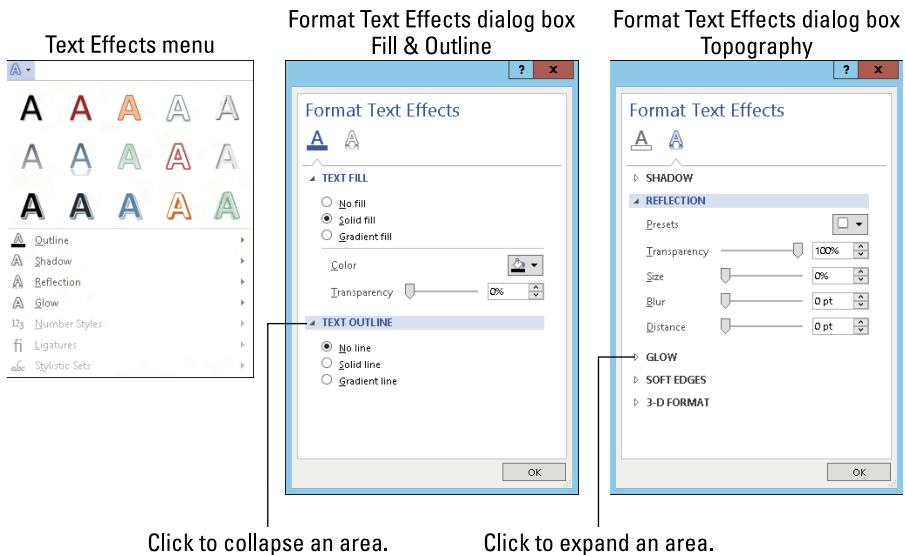 Text Effects menu
A
A A A A A
A A A A A
A A A A A
A Outline
A Shadow
A Reflection
A Glow
123 Number Styles
fi Ligatures
abc Stylistic Sets
Format Text Effects dialog box
Fill & Outline
? x
Format Text Effects
A A
TEXT FILL
No fill
Solid fill
Gradient fill
Color
Transparency 0%
TEXT OUTLINE
No line
Solid line
Gradient line
OK
Click to collapse an area.
Format Text Effects dialog box
Topography
? x
Format Text Effects
A A
SHADOW
REFLECTION
Presets
Transparency 100%
Size 0%
Blur 0 pt
Distance 0 pt
GLOW
SOFT EDGES
3-D FORMAT
OK
Click to expand an area.